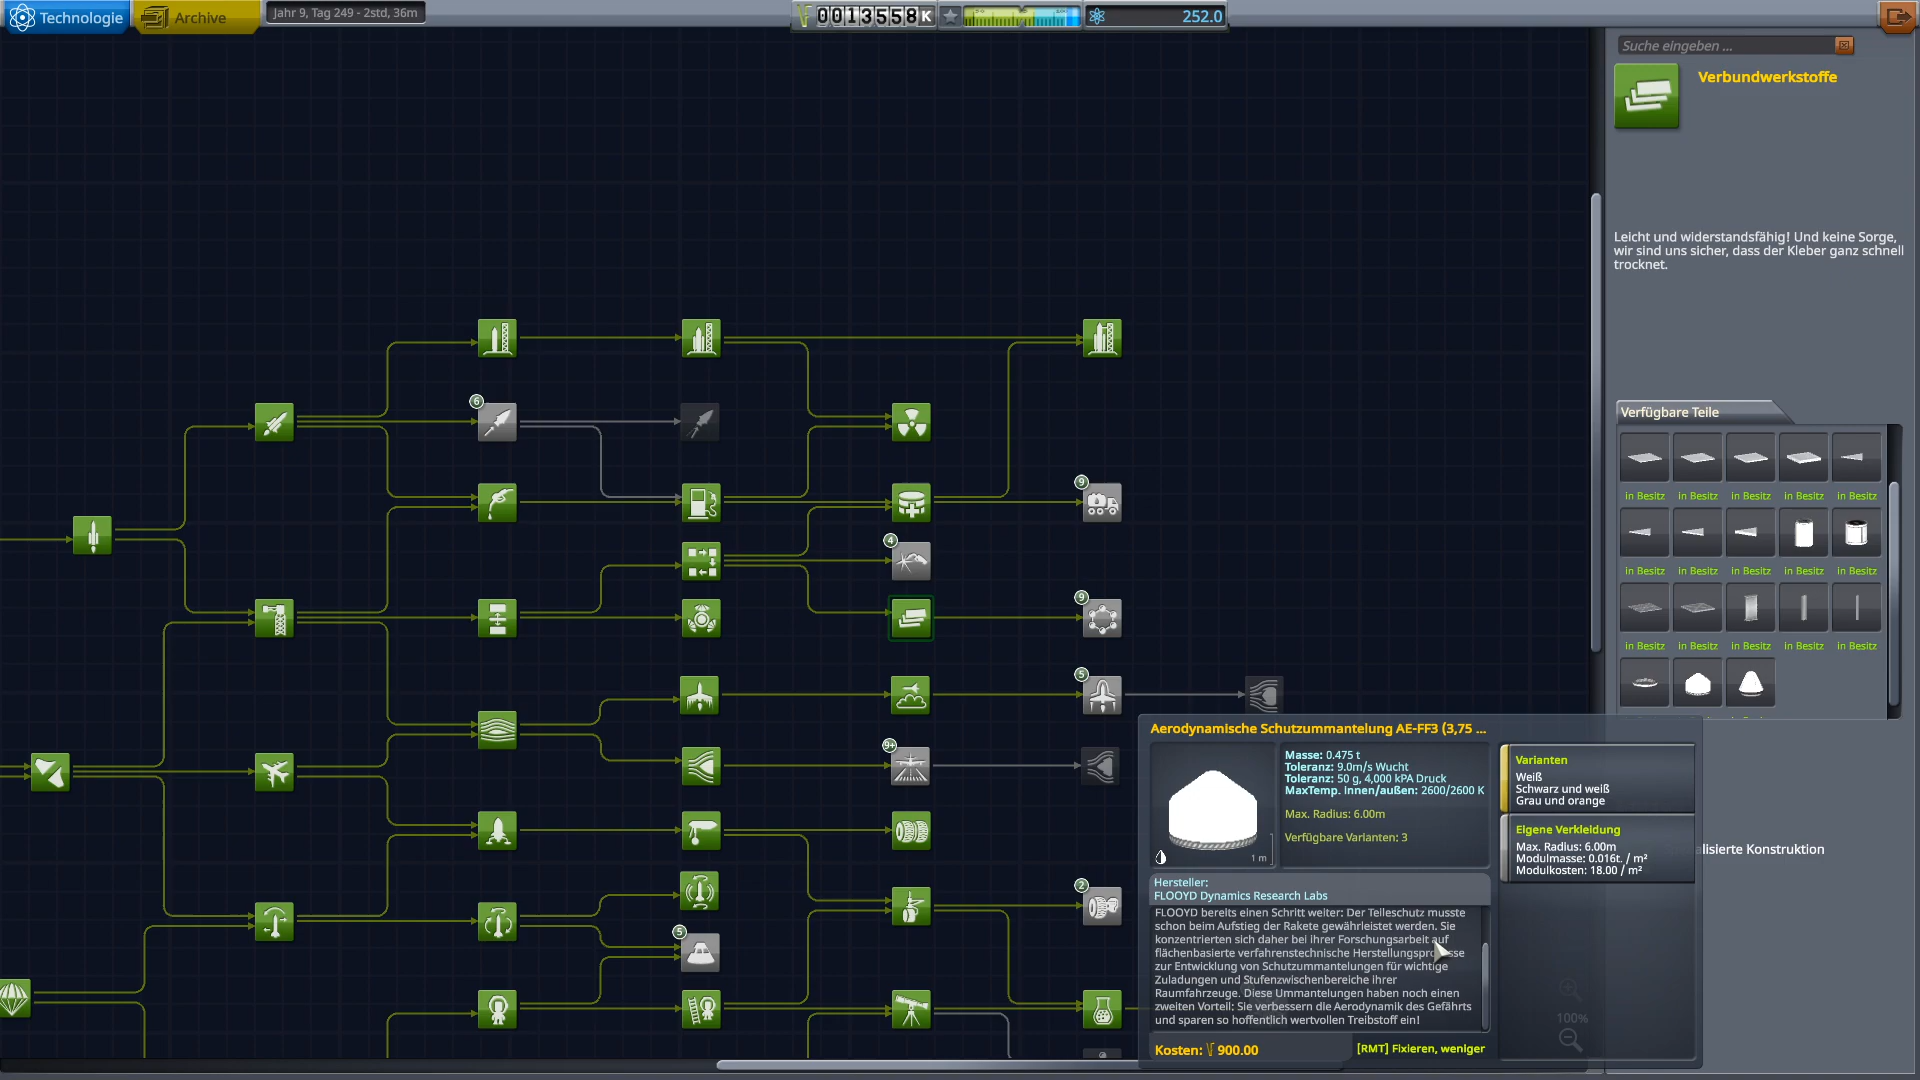 Technologie
Archive
Jahr 9, Tag 249 - 2std, 36m
0013558K
252.0
Suche eingeben ...
Verbundwerkstoffe
Leicht und widerstandsfähig! Und keine Sorge,
wir sind uns sicher, dass der Kleber ganz schnell
trocknet.
Verfügbare Teile
in Besitz in Besitz in Besitz in Besitz in Besitz
in Besitz in Besitz in Besitz in Besitz in Besitz
in Besitz in Besitz in Besitz in Besitz in Besitz
6
9
4
9
5
9+
2
5
Aerodynamische Schutzummantelung AE-FF3 (3,75 ...
Masse: 0.475 t
Toleranz: 9.0m/s Wucht
Toleranz: 50 g, 4,000 kPA Druck
MaxTemp. innen/außen: 2600/2600 K
Max. Radius: 6.00m
Verfügbare Varianten: 3
1 m
Hersteller:
FLOOYD Dynamics Research Labs
FLOOYD bereits einen Schritt weiter: Der Teileschutz musste
schon beim Aufstieg der Rakete gewährleistet werden. Sie
konzentrierten sich daher bei ihrer Forschungsarbeit auf
flächenbasierte verfahrenstechnische
zur Entwicklung von Schutzummantelungen für wichtige
Zuladungen und Stufenzwischenbereiche ihrer
Raumfahrzeuge. Diese Ummantelungen haben noch einen
zweiten Vorteil: Sie verbessern die Aerodynamik des Gefährts
und sparen so hoffentlich wertvollen Treibstoff ein!
Kosten: 900.00
[RMT] Fixieren, weniger
Varianten
Weiß
Schwarz und weiß
Grau und orange
Eigene Verkleidung
Max. Radius: 6.00m
Modulmasse: 0.016t. / m²
Modulkosten: 18.00 / m²
lisierte Konstruktion
100%